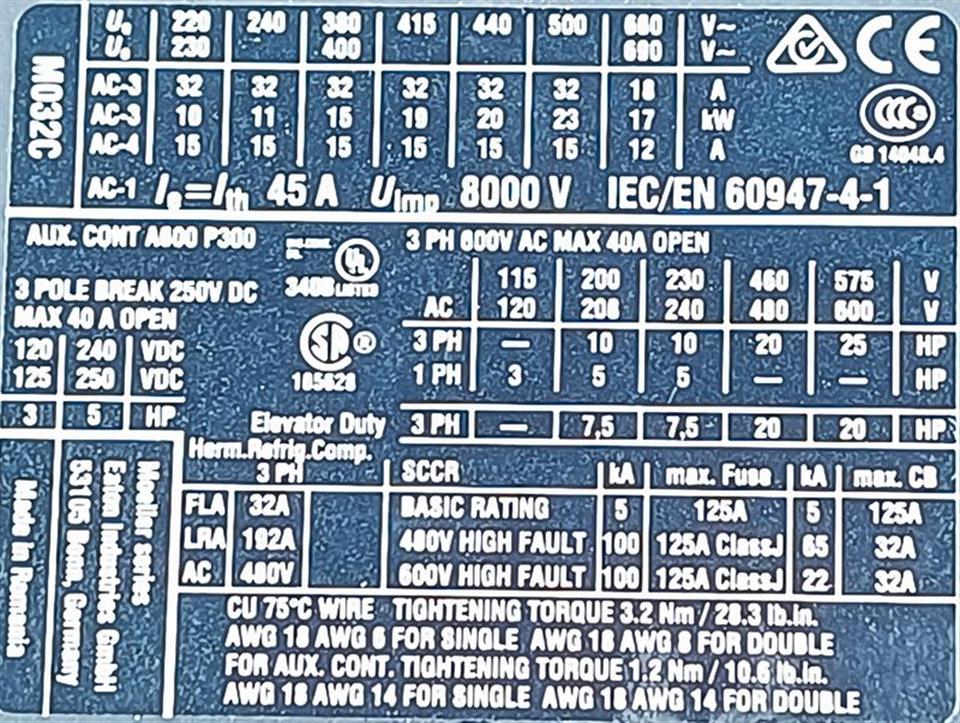 M032C
Ue 220 240 380 415 440 500 660 V~
Ue 230 400 690 V~
AC-3 32 32 32 32 32 32 18 A
AC-3 10 11 15 19 20 23 17 kW
AC-4 15 15 15 15 15 15 12 A
AC-1 Ie=Ith 45 A Uimp 8000 V IEC/EN 60947-4-1
CE
CCC
GB 14048.4
AUX. CONT A600 P300
UL
LISTED
3 POLE BREAK 250V DC
MAX 40 A OPEN
120 240 VDC
125 250 VDC
3 5 HP
SA
165628
3 PH 600V AC MAX 40A OPEN
115 200 230 460 575 V
AC 120 208 240 480 600 V
3 PH — 10 10 20 25 HP
1 PH 3 5 5 — — HP
Elevator Duty 3 PH — 7,5 7,5 20 20 HP
Herm.Refrig.Comp.
3 PH
FLA 32A
LRA 192A
AC 480V
SCCR kA max. Fuse kA max. CB
BASIC RATING 5 125A 5 125A
480V HIGH FAULT 100 125A ClassJ 65 32A
600V HIGH FAULT 100 125A ClassJ 22 32A
Moeller series
Eaton Industries GmbH
53105 Bonn, Germany
Made in Romania
CU 75°C WIRE TIGHTENING TORQUE 3.2 Nm / 28.3 lb.in.
AWG 18 AWG 6 FOR SINGLE AWG 18 AWG 8 FOR DOUBLE
FOR AUX. CONT. TIGHTENING TORQUE 1.2 Nm / 10.6 lb.in.
AWG 18 AWG 14 FOR SINGLE AWG 18 AWG 14 FOR DOUBLE